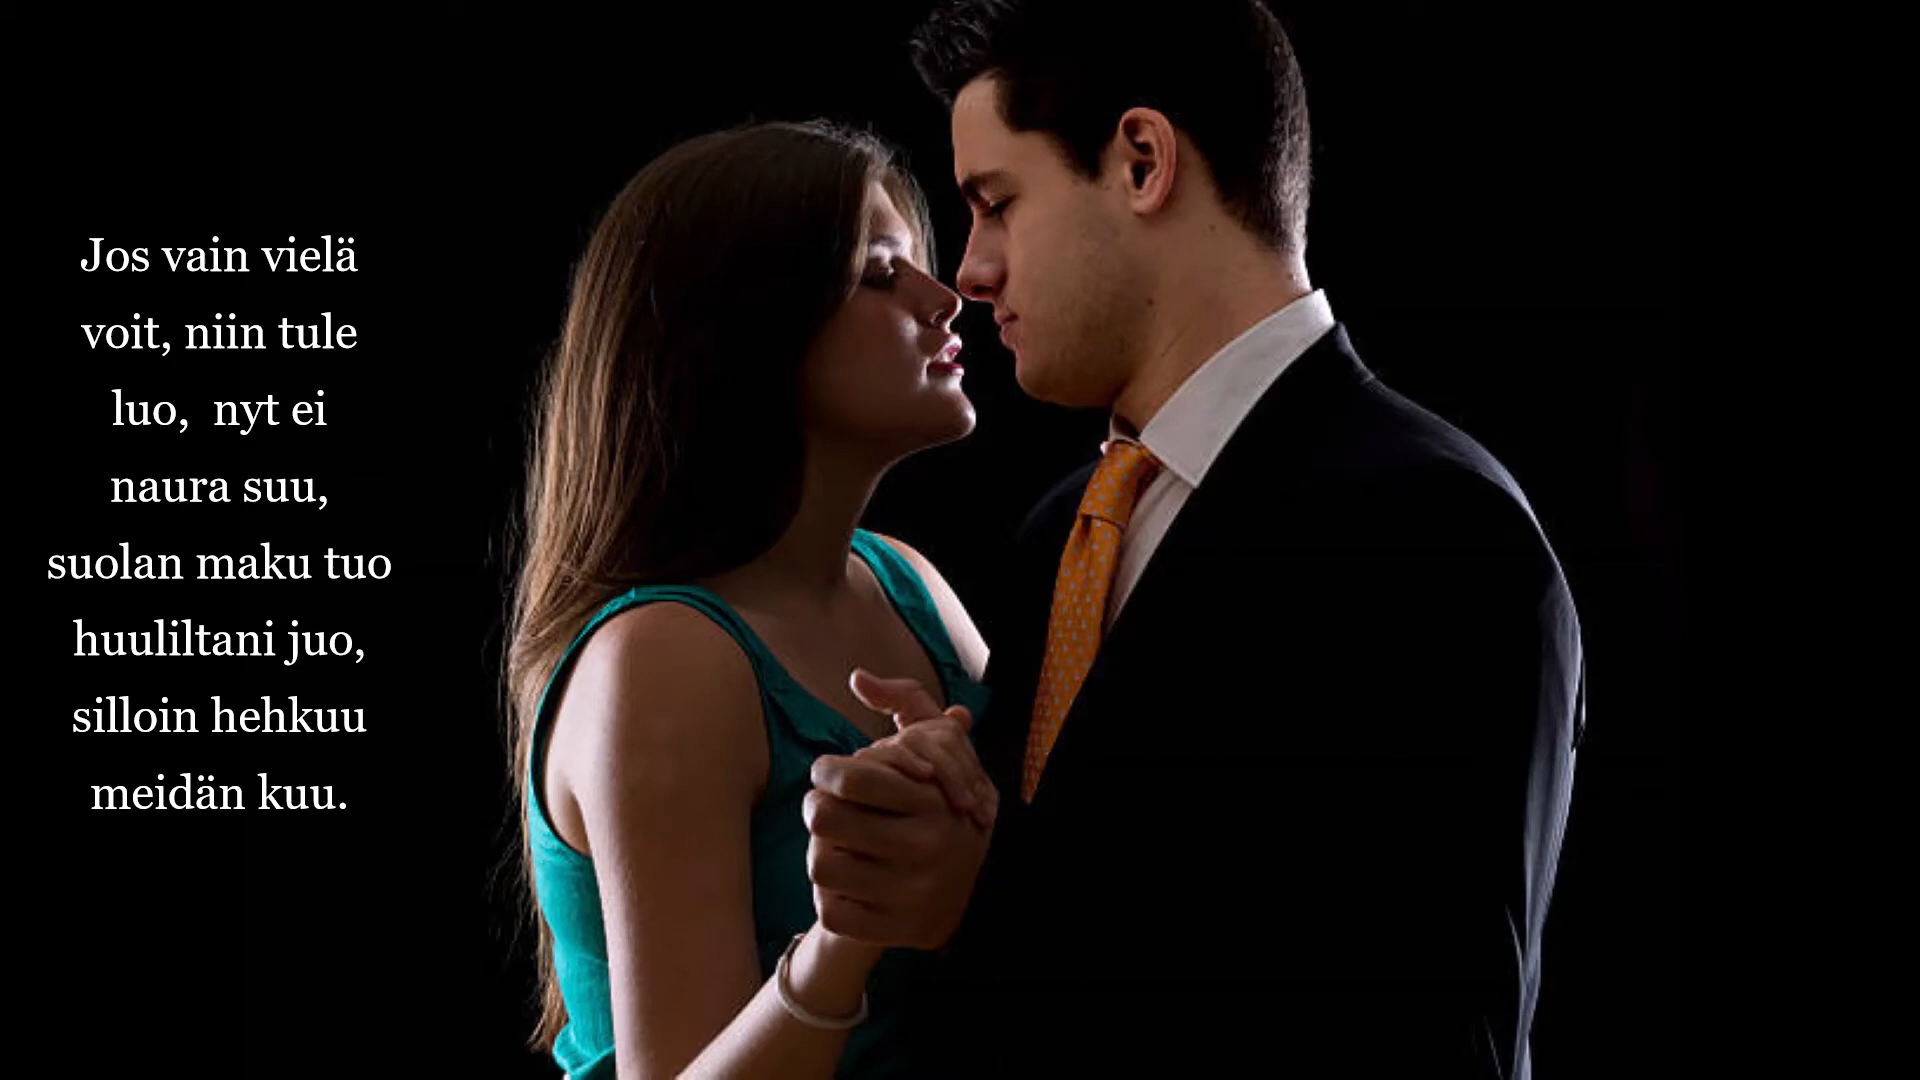 Jos vain vielä
voit, niin tule
luo,  nyt ei
naura suu,
suolan maku tuo
huuliltani juo,
silloin hehkuu
meidän kuu.